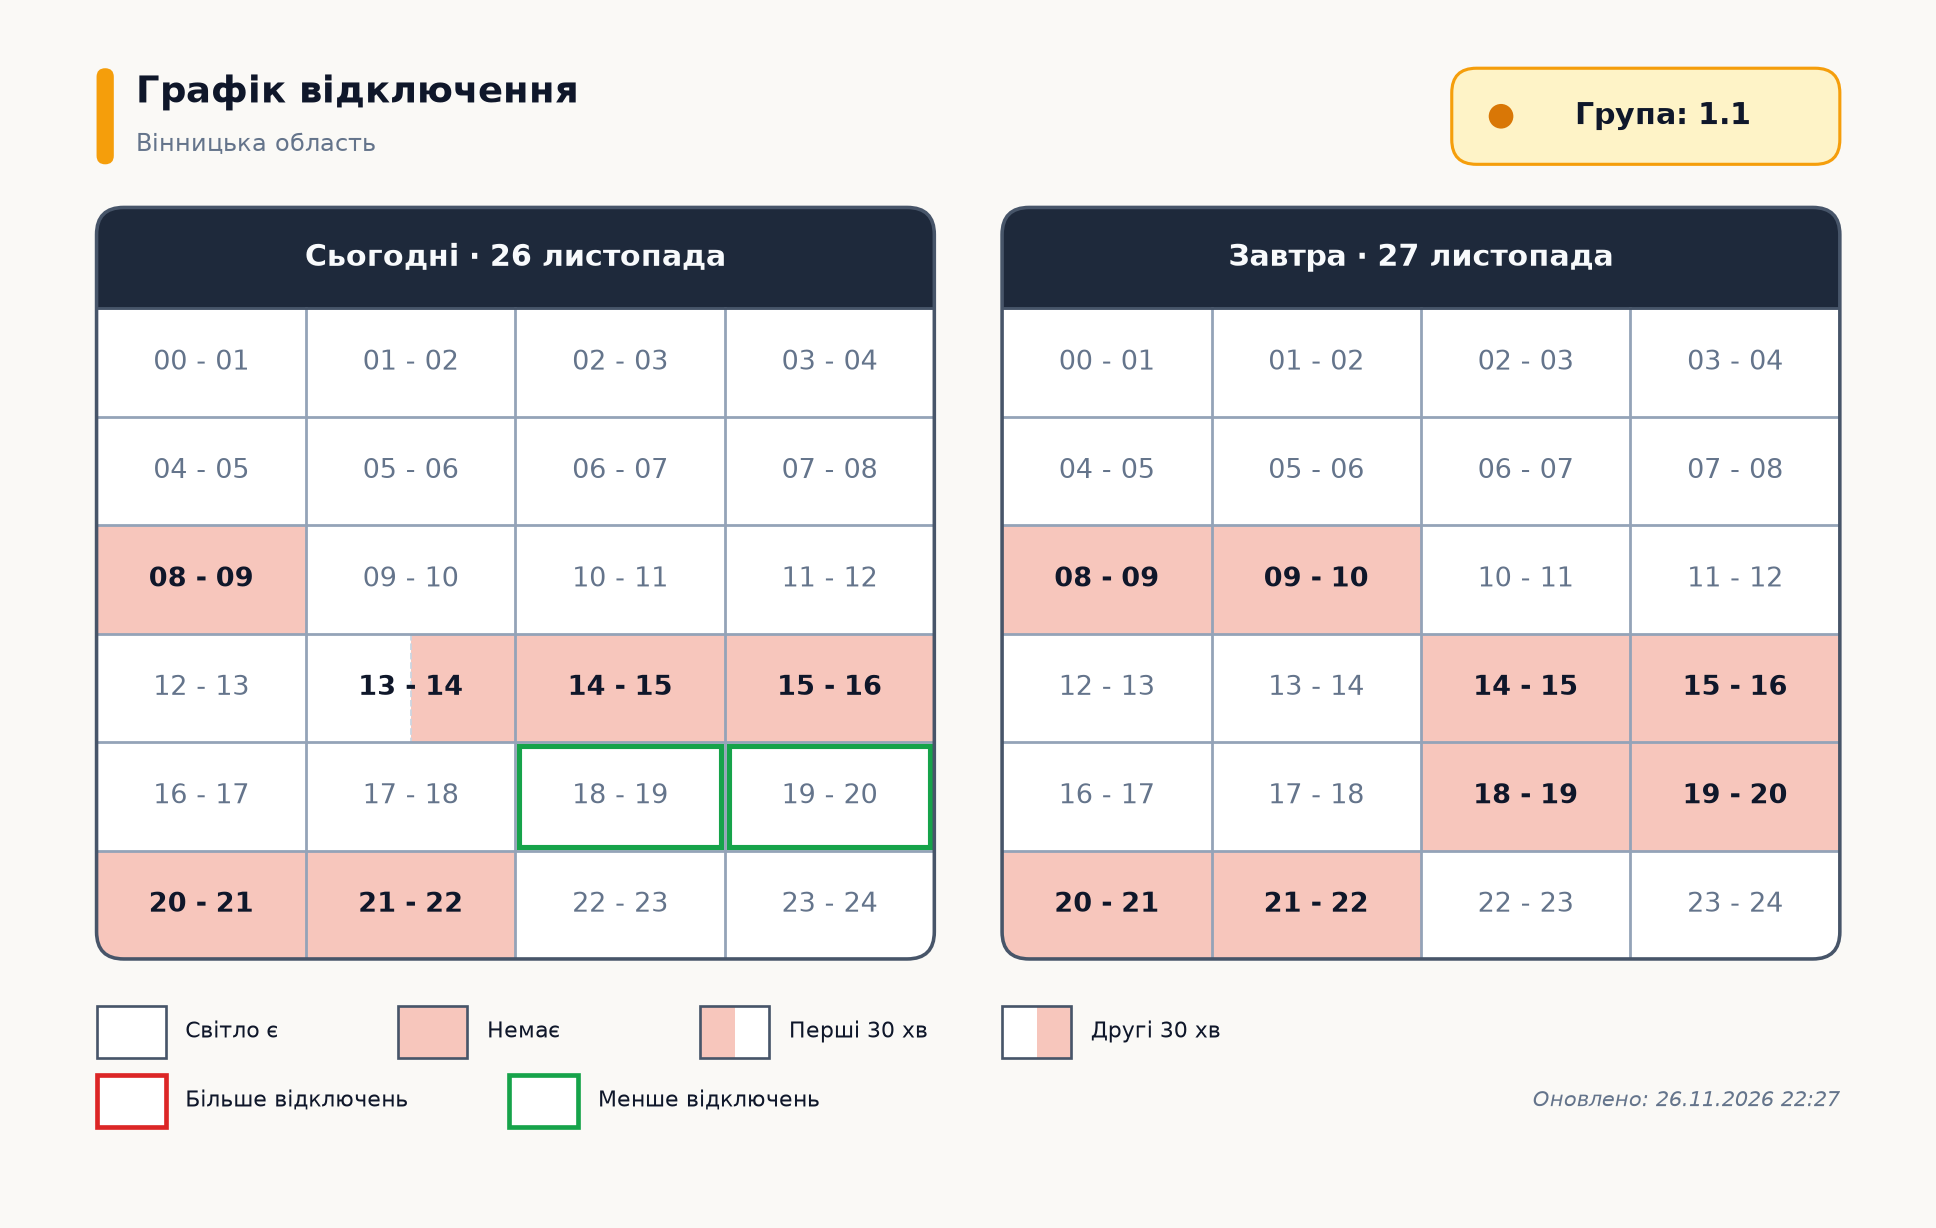 Графік відключення
Вінницька область
Група: 1.1
Сьогодні · 26 листопада
00 - 01 01 - 02 02 - 03 03 - 04
04 - 05 05 - 06 06 - 07 07 - 08
08 - 09 09 - 10 10 - 11 11 - 12
12 - 13 13 - 14 14 - 15 15 - 16
16 - 17 17 - 18 18 - 19 19 - 20
20 - 21 21 - 22 22 - 23 23 - 24
Завтра · 27 листопада
00 - 01 01 - 02 02 - 03 03 - 04
04 - 05 05 - 06 06 - 07 07 - 08
08 - 09 09 - 10 10 - 11 11 - 12
12 - 13 13 - 14 14 - 15 15 - 16
16 - 17 17 - 18 18 - 19 19 - 20
20 - 21 21 - 22 22 - 23 23 - 24
Світло є Немає Перші 30 хв Другі 30 хв
Більше відключень Менше відключень
Оновлено: 26.11.2026 22:27